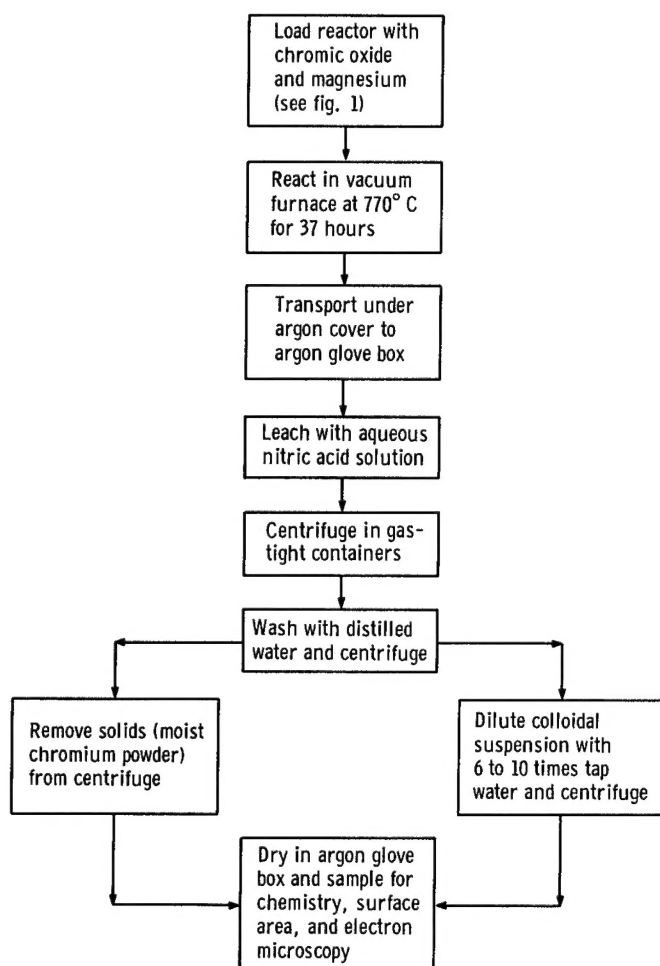 Load reactor with
chromic oxide
and magnesium
(see fig. 1)
React in vacuum
furnace at 770° C
for 37 hours
Transport under
argon cover to
argon glove box
Leach with aqueous
nitric acid solution
Centrifuge in gas-
tight containers
Wash with distilled
water and centrifuge
Remove solids (moist
chromium powder)
from centrifuge
Dilute colloidal
suspension with
6 to 10 times tap
water and centrifuge
Dry in argon glove
box and sample for
chemistry, surface
area, and electron
microscopy